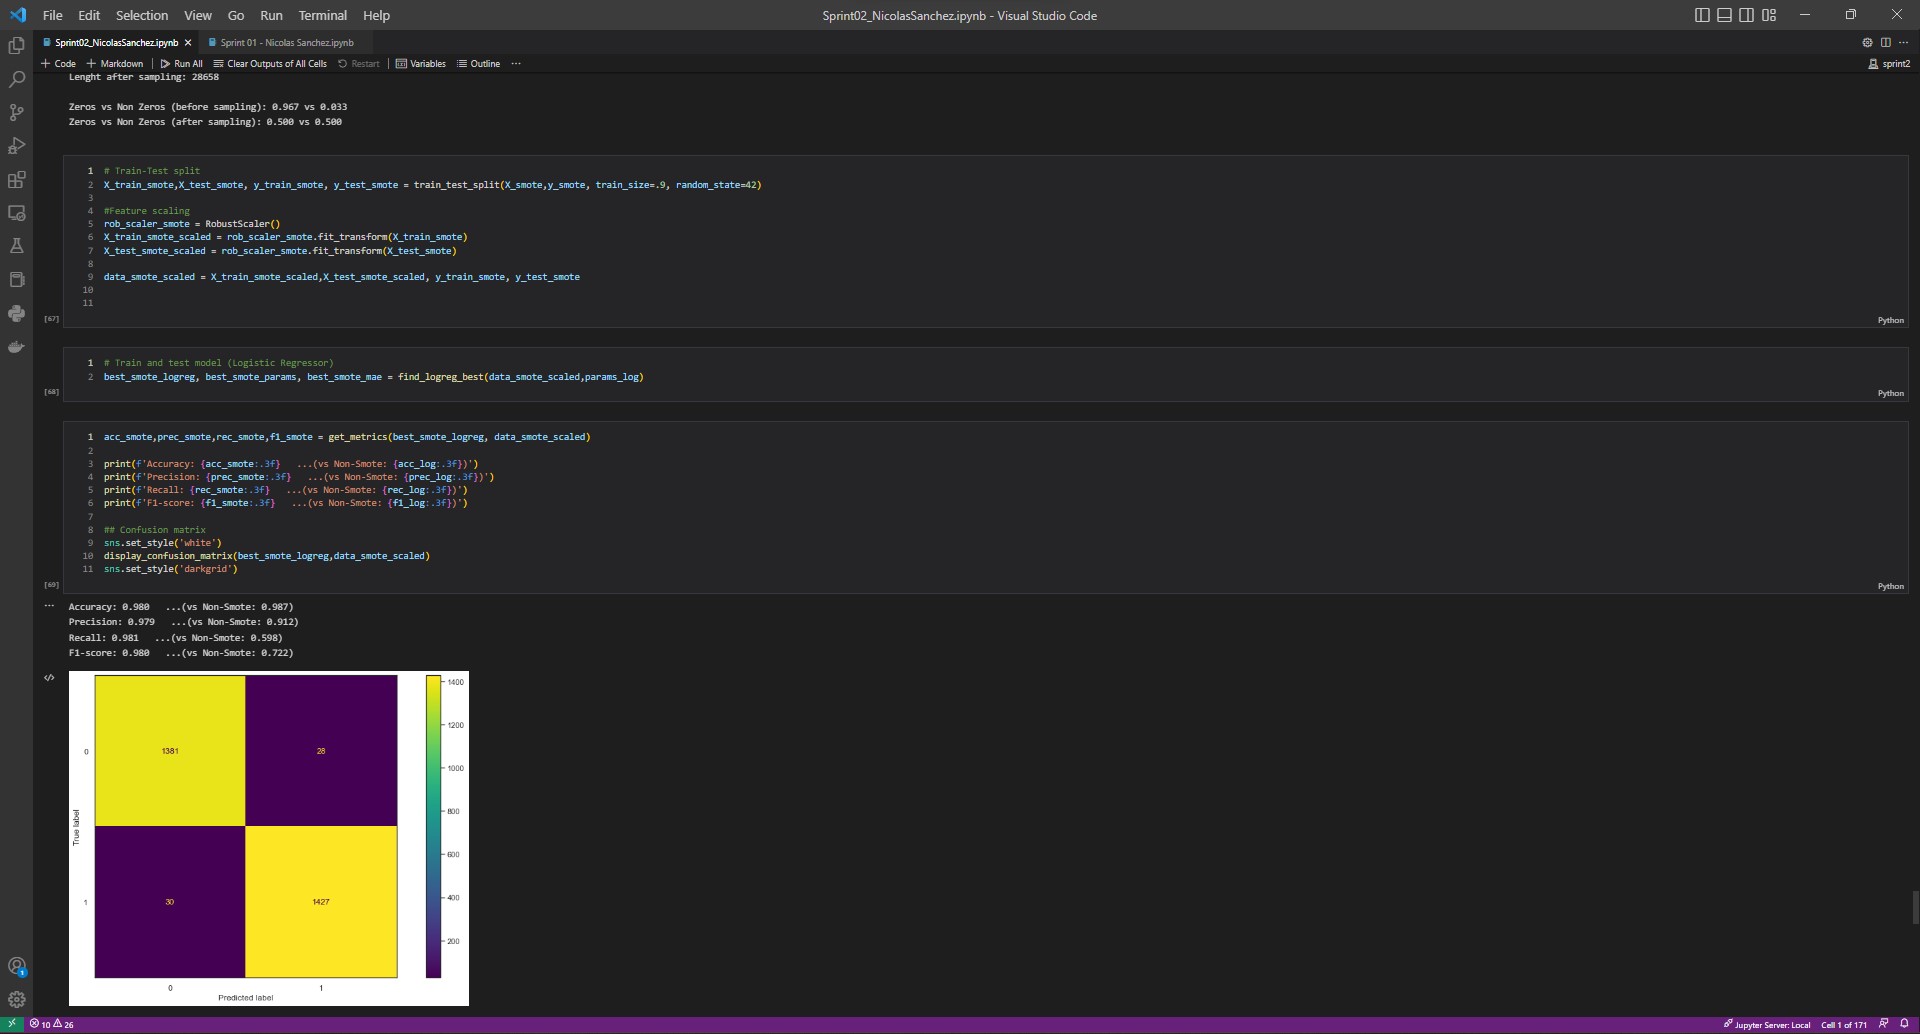 File Edit Selection View Go Run Terminal Help
Sprint02_NicolasSanchez.ipynb - Visual Studio Code
Sprint02_NicolasSanchez.ipynb
Sprint 01 - Nicolas Sanchez.ipynb
Code Markdown Run All Clear Outputs of All Cells Restart Variables Outline ...
sprint2
Lenght after sampling: 28658
Zeros vs Non Zeros (before sampling): 0.967 vs 0.033
Zeros vs Non Zeros (after sampling): 0.500 vs 0.500
1 # Train-Test split
2 X_train_smote,X_test_smote, y_train_smote, y_test_smote = train_test_split(X_smote,y_smote, train_size=.9, random_state=42)
3
4 #Feature scaling
5 rob_scaler_smote = RobustScaler()
6 X_train_smote_scaled = rob_scaler_smote.fit_transform(X_train_smote)
7 X_test_smote_scaled = rob_scaler_smote.fit_transform(X_test_smote)
8
9 data_smote_scaled = X_train_smote_scaled,X_test_smote_scaled, y_train_smote, y_test_smote
10
11
[67]
Python
1 # Train and test model (Logistic Regressor)
2 best_smote_logreg, best_smote_params, best_smote_mae = find_logreg_best(data_smote_scaled,params_log)
[68]
Python
1 acc_smote,prec_smote,rec_smote,f1_smote = get_metrics(best_smote_logreg, data_smote_scaled)
2
3 print(f'Accuracy: {acc_smote:.3f}   ...(vs Non-Smote: {acc_log:.3f})')
4 print(f'Precision: {prec_smote:.3f}   ...(vs Non-Smote: {prec_log:.3f})')
5 print(f'Recall: {rec_smote:.3f}   ...(vs Non-Smote: {rec_log:.3f})')
6 print(f'F1-score: {f1_smote:.3f}   ...(vs Non-Smote: {f1_log:.3f})')
7
8 ## Confusion matrix
9 sns.set_style('white')
10 display_confusion_matrix(best_smote_logreg,data_smote_scaled)
11 sns.set_style('darkgrid')
[69]
Python
Accuracy: 0.980   ...(vs Non-Smote: 0.987)
Precision: 0.979   ...(vs Non-Smote: 0.912)
Recall: 0.981   ...(vs Non-Smote: 0.598)
F1-score: 0.980   ...(vs Non-Smote: 0.722)
1400
1200
1000
800
600
400
200
True label
0
1381
28
1
30
1427
0
1
Predicted label
1
10 26
Jupyter Server: Local
Cell 1 of 171